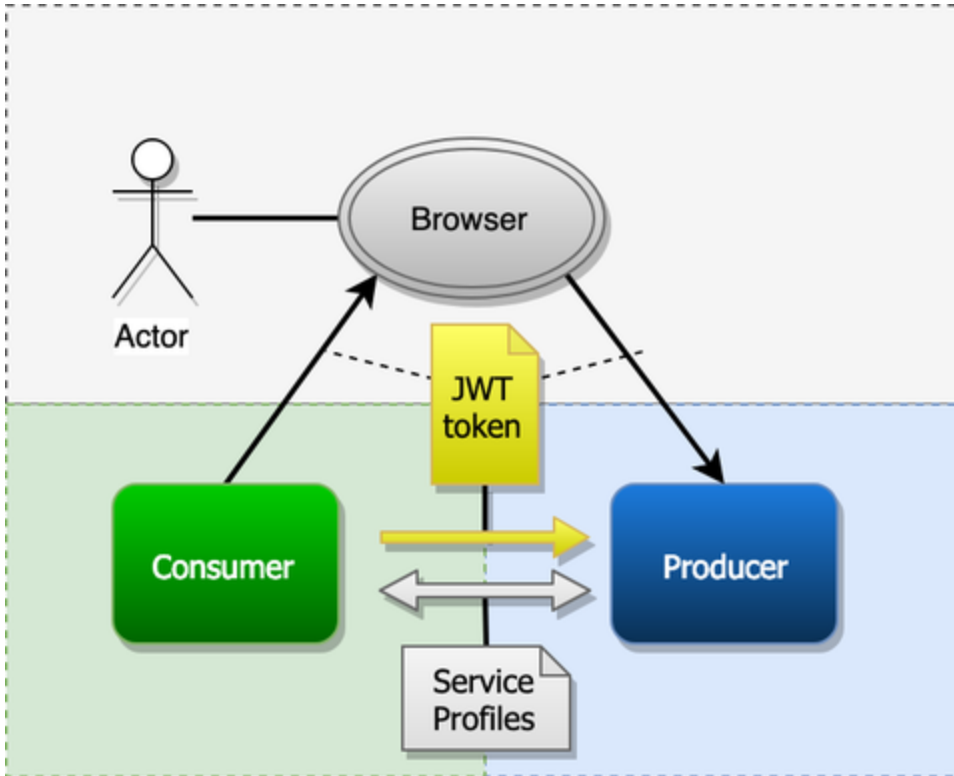 Browser
Actor
JWT
token
Consumer
Producer
Service
Profiles